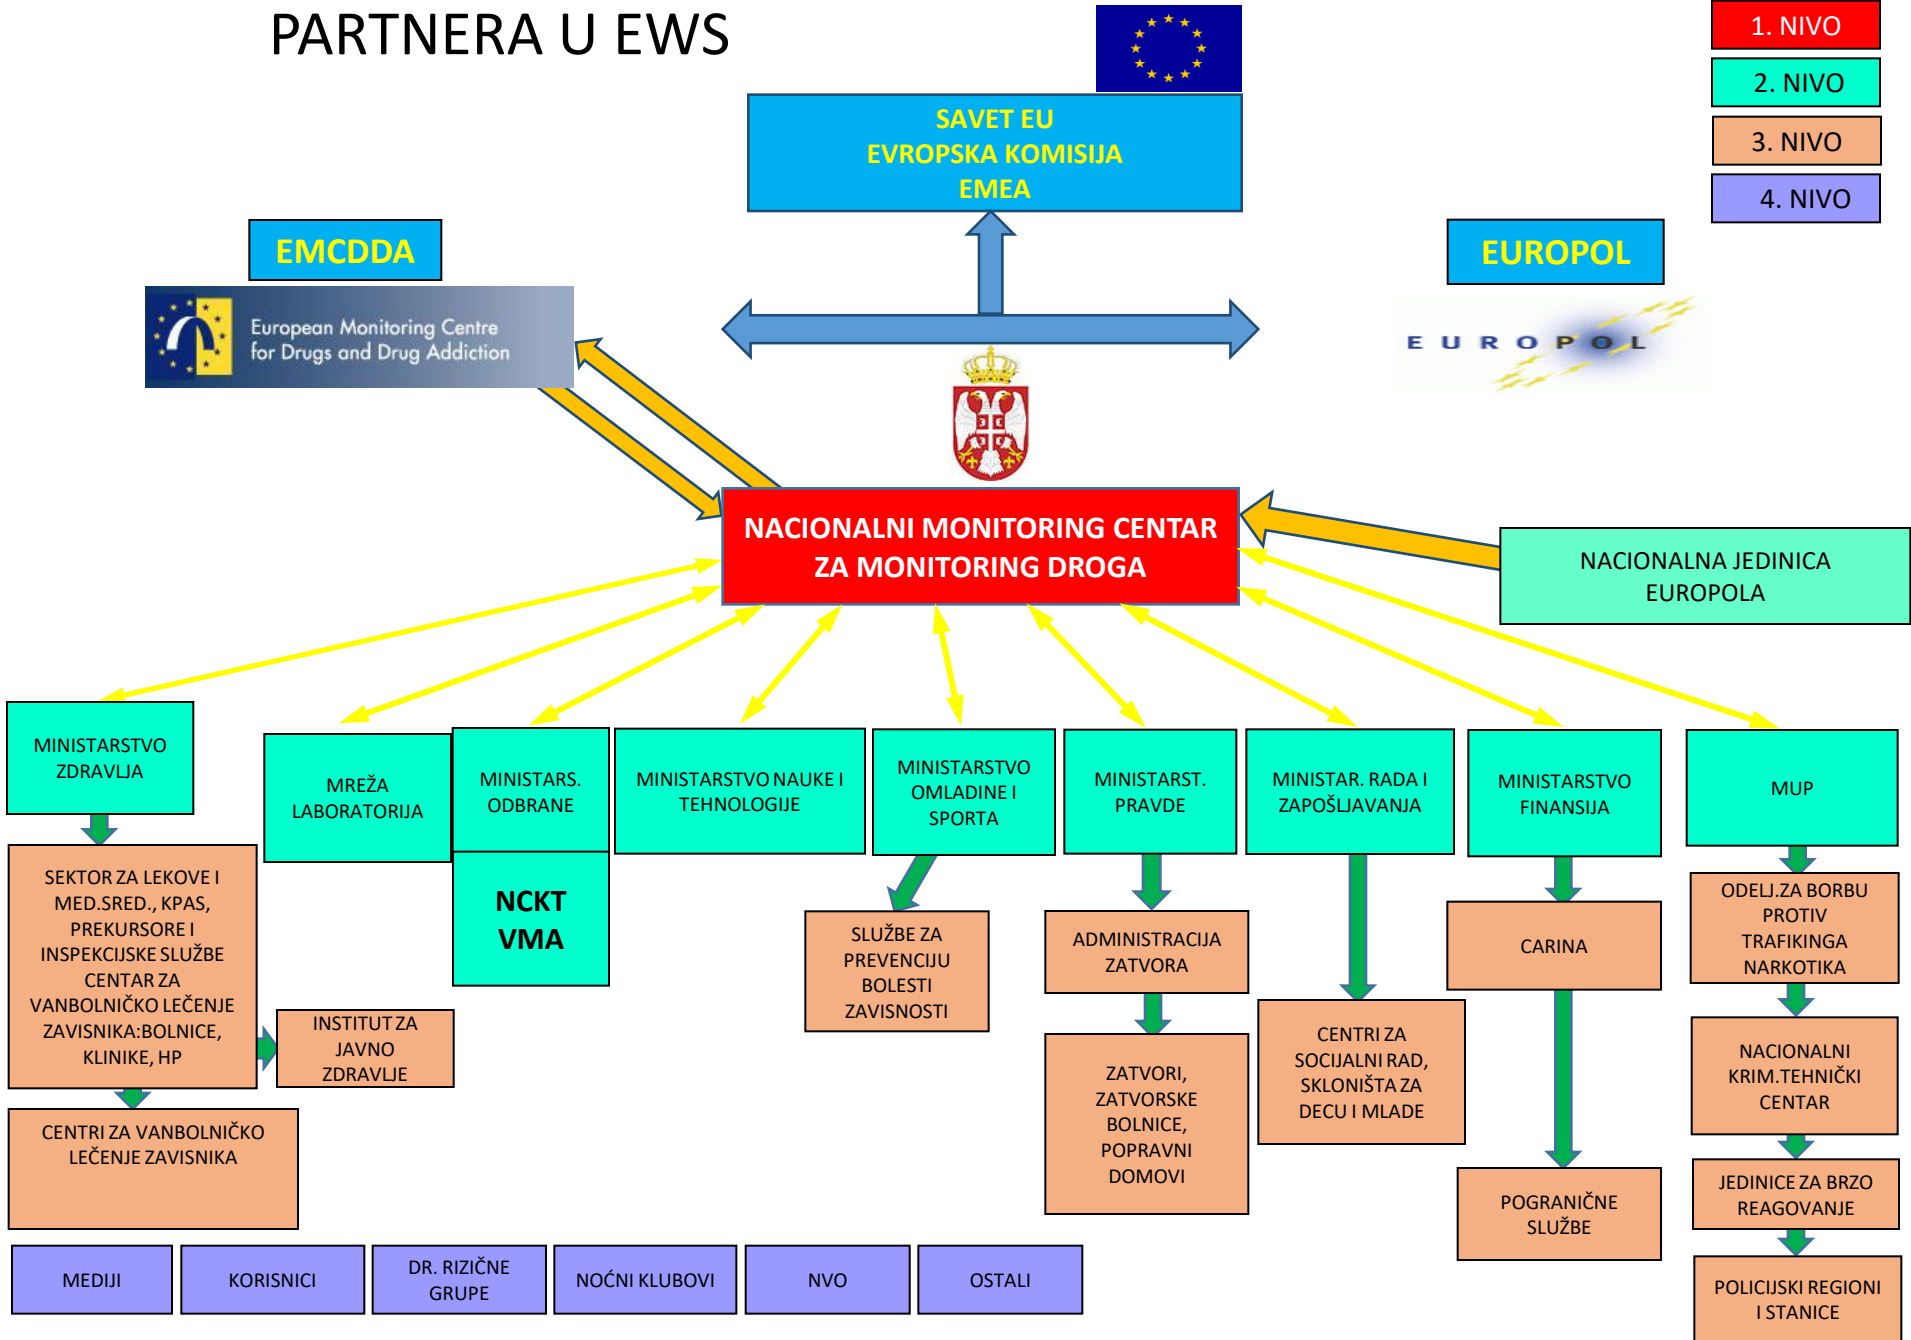 PARTNERA U EWS
1. NIVO
2. NIVO
3. NIVO
4. NIVO
SAVET EU
EVROPSKA KOMISIJA
EMEA
EMCDDA
European Monitoring Centre
for Drugs and Drug Addiction
EUROPOL
EUROPOL
NACIONALNI MONITORING CENTAR
ZA MONITORING DROGA
NACIONALNA JEDINICA
EUROPOLA
MINISTARSTVO
ZDRAVLJA
MREŽA
LABORATORIJA
MINISTARS.
ODBRANE
NCKT
VMA
MINISTARSTVO NAUKE I
TEHNOLOGIJE
MINISTARSTVO
OMLADINE I
SPORTA
MINISTARST.
PRAVDE
MINISTAR. RADA I
ZAPOŠLJAVANJA
MINISTARSTVO
FINANSIJA
MUP
SEKTOR ZA LEKOVE I
MED.SRED., KPAS,
PREKURSORE I
INSPEKCIJSKE SLUŽBE
CENTAR ZA
VANBOLNIČKO LEČENJE
ZAVISNIKA:BOLNICE,
KLINIKE, HP
INSTITUT ZA
JAVNO
ZDRAVLJE
CENTRI ZA VANBOLNIČKO
LEČENJE ZAVISNIKA
SLUŽBE ZA
PREVENCIJU
BOLESTI
ZAVISNOSTI
ADMINISTRACIJA
ZATVORA
ZATVORI,
ZATVORSKE
BOLNICE,
POPRAVNI
DOMOVI
CENTRI ZA
SOCIJALNI RAD,
SKLONIŠTA ZA
DECU I MLADE
CARINA
POGRANIČNE
SLUŽBE
ODELJ.ZA BORBU
PROTIV
TRAFIKINGA
NARKOTIKA
NACIONALNI
KRIM.TEHNIČKI
CENTAR
JEDINICE ZA BRZO
REAGOVANJE
POLICIJSKI REGIONI
I STANICE
MEDIJI
KORISNICI
DR. RIZIČNE
GRUPE
NOĆNI KLUBOVI
NVO
OSTALI